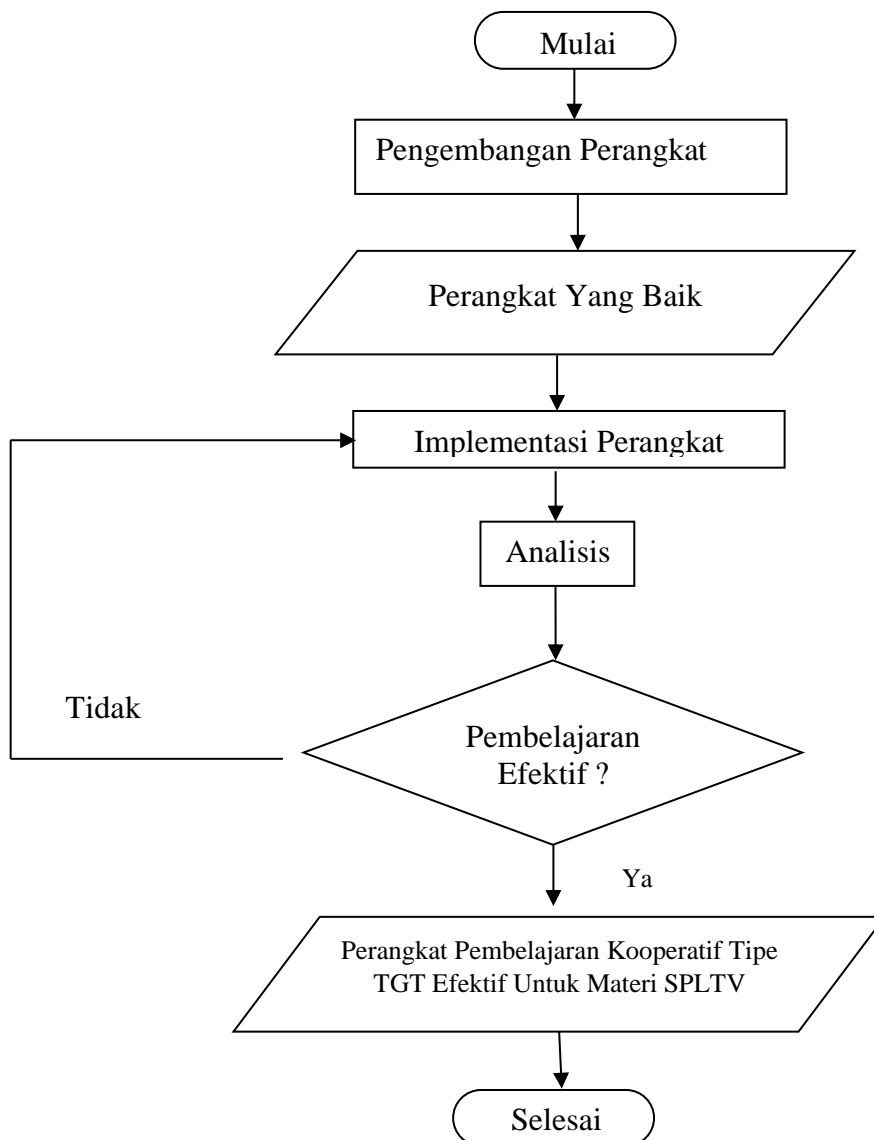 Mulai
Pengembangan Perangkat
Perangkat Yang Baik
Implementasi Perangkat
Analisis
Tidak
Pembelajaran
Efektif ?
Ya
Perangkat Pembelajaran Kooperatif Tipe
TGT Efektif Untuk Materi SPLTV
Selesai